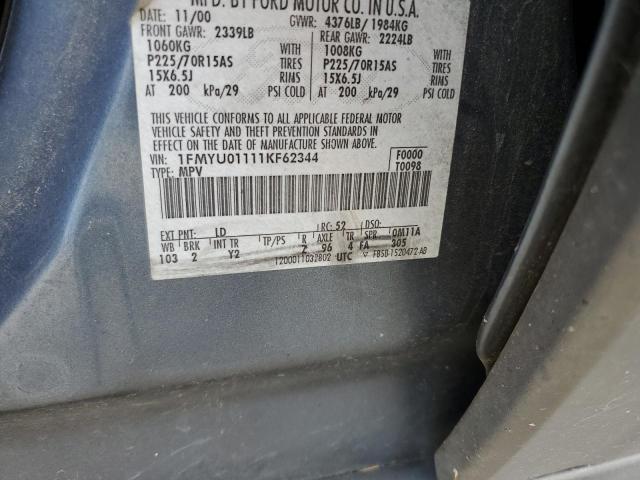 MFD. BY FORD MOTOR CO. IN U.S.A.
DATE: 11/00 GVWR: 4376LB/1984KG
FRONT GAWR: 2339LB REAR GAWR: 2224LB
1060KG WITH 1008KG WITH
P225/70R15AS TIRES P225/70R15AS TIRES
15X6.5J RIMS 15X6.5J RIMS
AT 200 kPa/29 PSI COLD AT 200 kPa/29 PSI COLD
THIS VEHICLE CONFORMS TO ALL APPLICABLE FEDERAL MOTOR
VEHICLE SAFETY AND THEFT PREVENTION STANDARDS IN
EFFECT ON THE DATE OF MANUFACTURE SHOWN ABOVE.
VIN: 1FMYU01111KF62344 F0000
TYPE: MPV T0098
EXT PNT: LD RC: 52 DSO:
WB BRK INT TR TP/PS R AXLE TR SPR 0M11A
103 2 Y2 2 96 4 FA 305
UTC F85B-1520472-AB